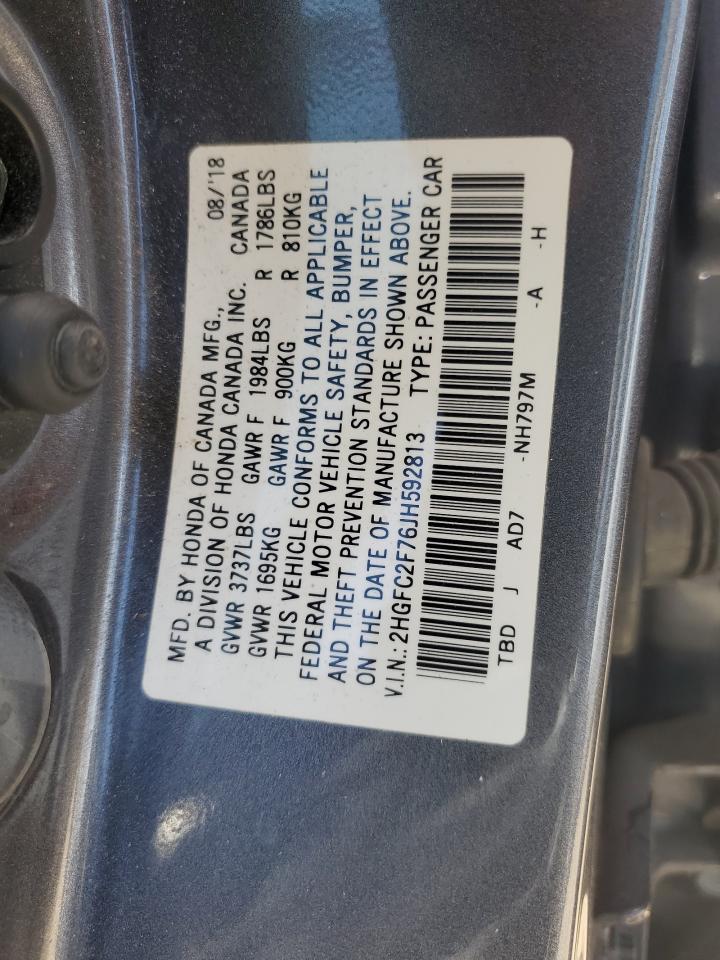 MFD. BY HONDA OF CANADA MFG., 08/'18
A DIVISION OF HONDA CANADA INC. CANADA
GVWR 3737LBS GAWR F 1984LBS R 1786LBS
GVWR 1695KG GAWR F 900KG R 810KG
THIS VEHICLE CONFORMS TO ALL APPLICABLE
FEDERAL MOTOR VEHICLE SAFETY, BUMPER,
AND THEFT PREVENTION STANDARDS IN EFFECT
ON THE DATE OF MANUFACTURE SHOWN ABOVE.
V.I.N.: 2HGFC2F76JH592813 TYPE: PASSENGER CAR
TBD J AD7 -NH797M -A -H